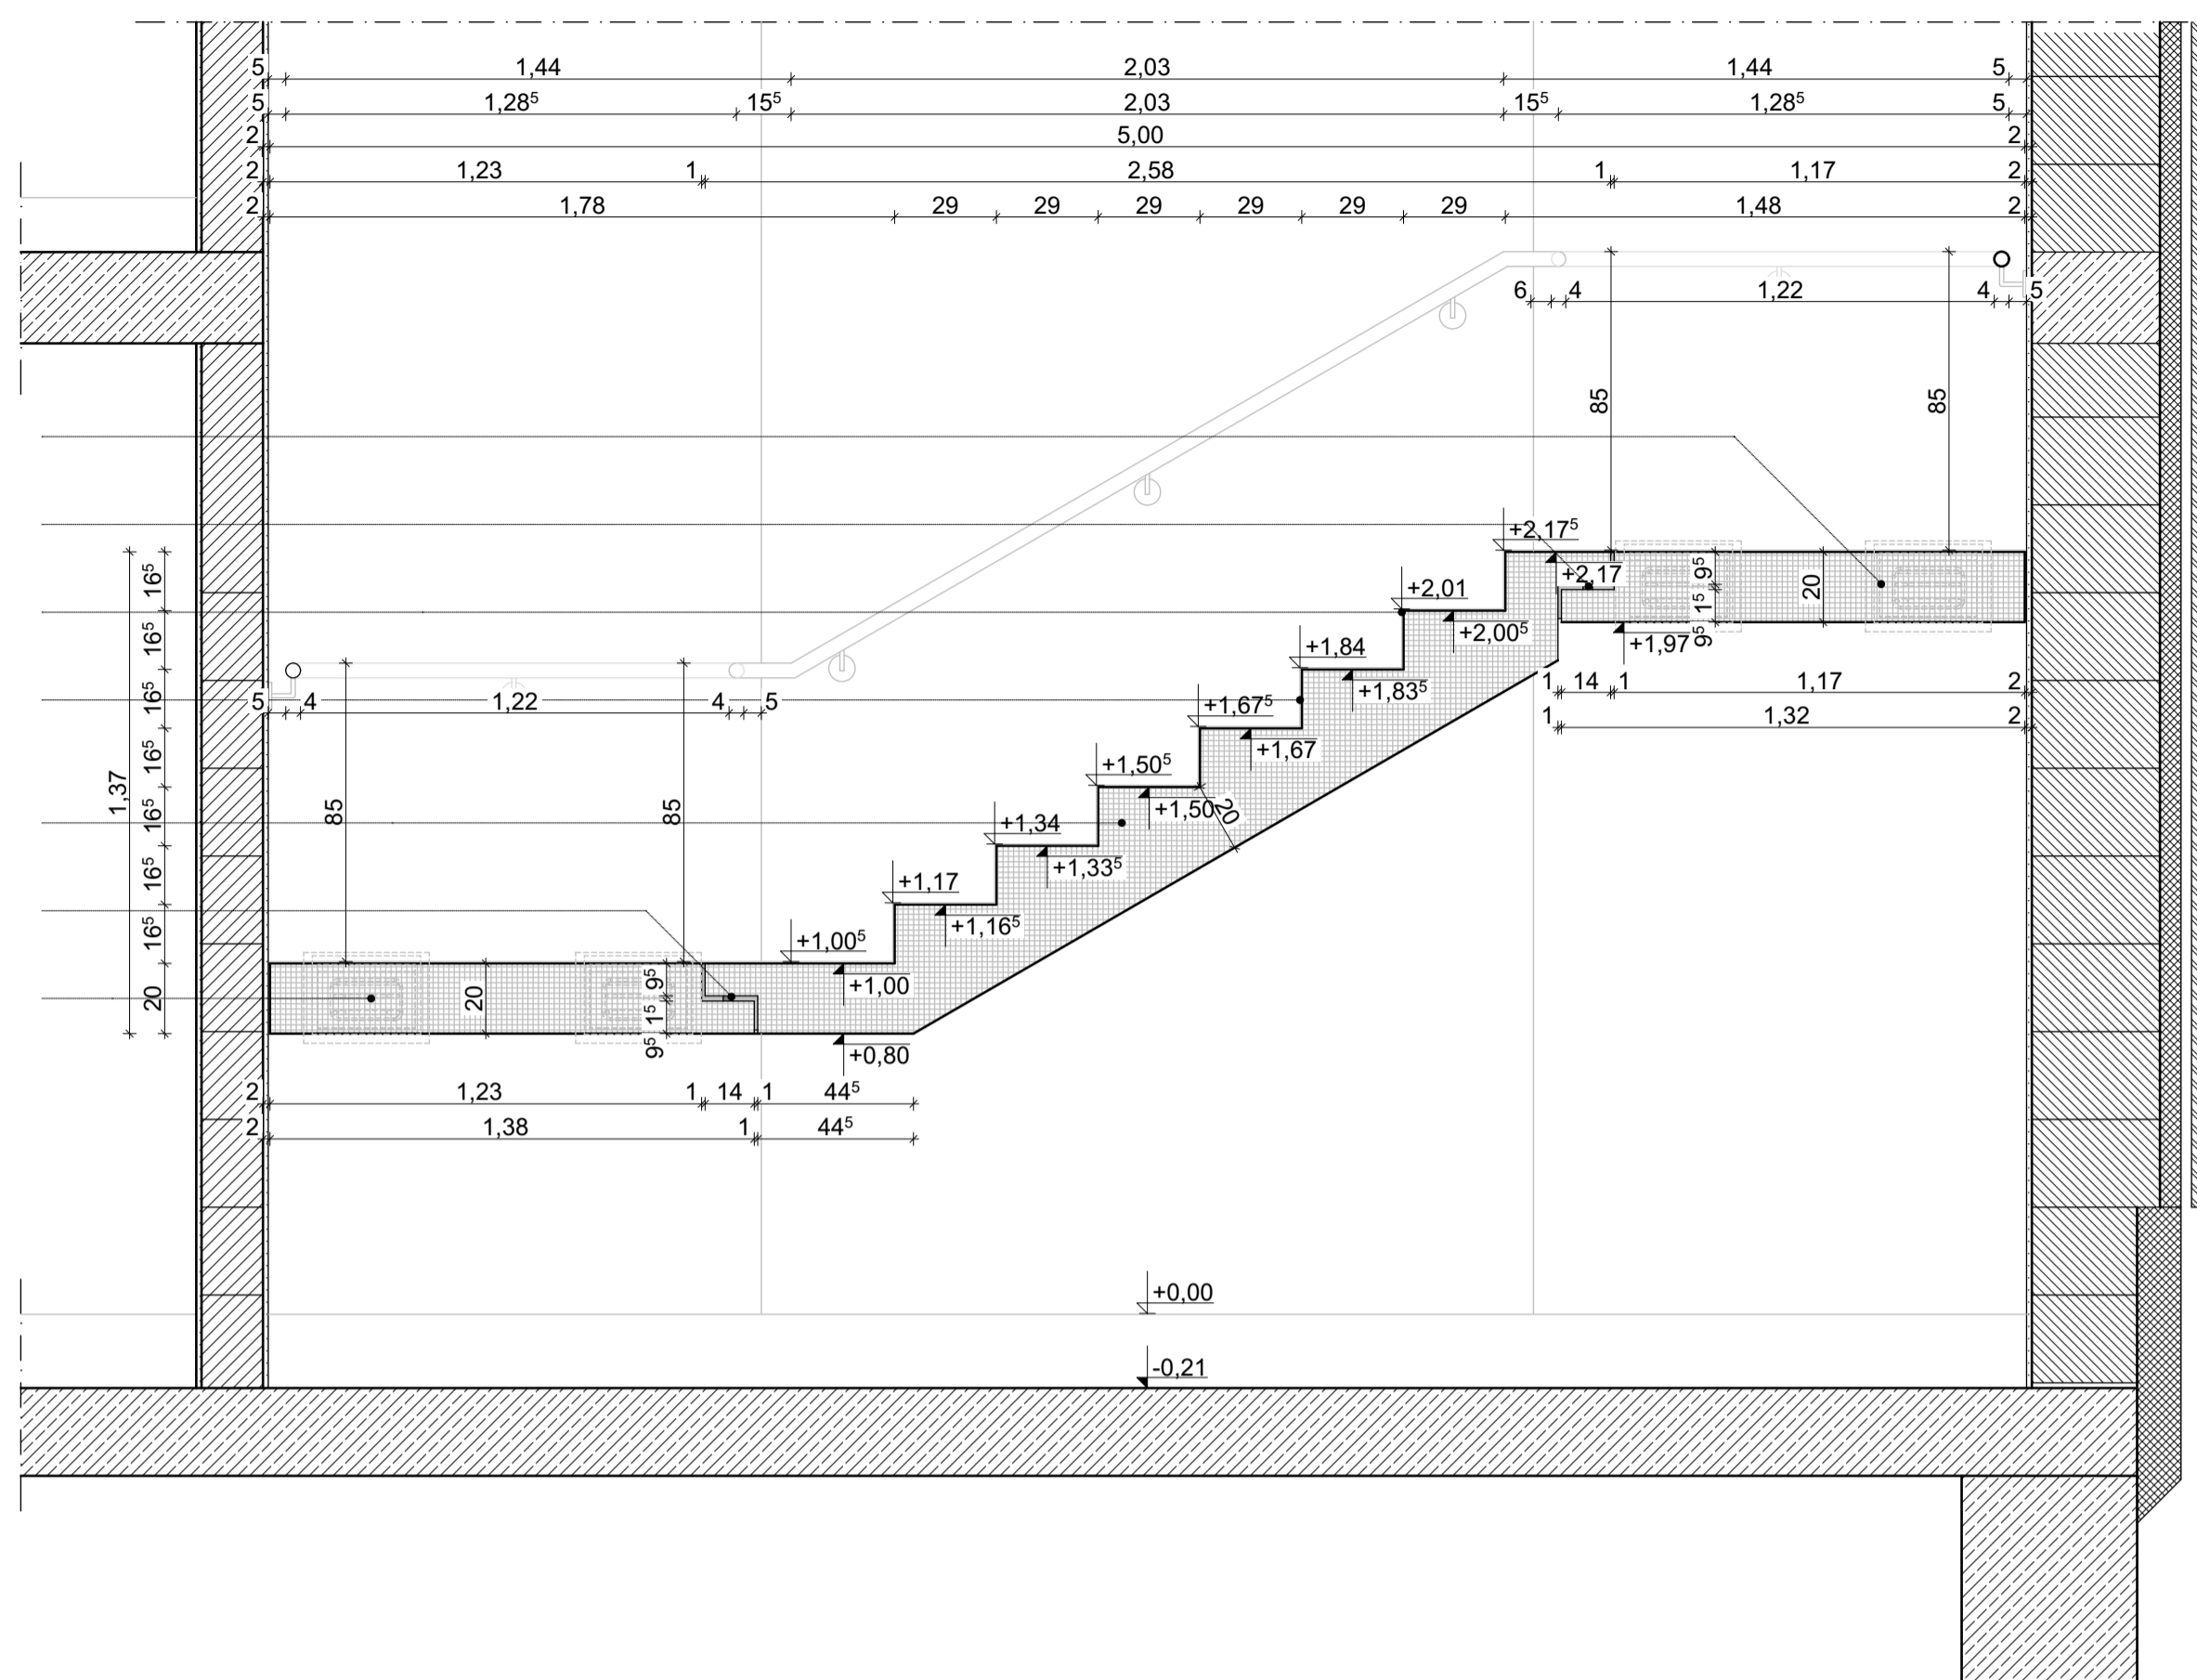 5 1,44 2,03 1,44 5
5 1,28⁵ 15⁵ 2,03 15⁵ 1,28⁵ 5
2 5,00 2
2 1,23 1 2,58 1 1,17 2
2 1,78 29 29 29 29 29 29 1,48 2
6 4 1,22 4 5
85 85
+2,17⁵
+2,17
+2,01
+2,00⁵
9⁵ 1⁵ 9⁵
20
+1,97
+1,84
+1,83⁵
1 14 1 1,17 2
1 1,32 2
5 4 1,22 4 5
+1,67⁵
+1,67
+1,50⁵
+1,50
20
+1,34
+1,33⁵
+1,17
+1,16⁵
+1,00⁵
+1,00
+0,80
85 85
1,37
16⁵
16⁵
16⁵
16⁵
16⁵
16⁵
16⁵
20
20
9⁵ 1⁵ 9⁵
2 1,23 1 14 1 44⁵
2 1,38 1 44⁵
+0,00
-0,21